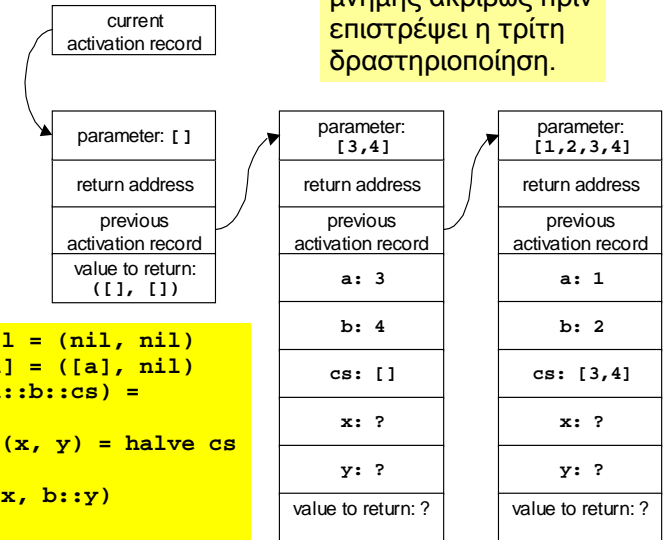 current
activation record
μνήμης ακριβώς πριν
επιστρέψει η τρίτη
δραστηριοποίηση.
parameter: []
return address
previous
activation record
value to return:
([], [])
parameter:
[3,4]
return address
previous
activation record
a: 3
b: 4
cs: []
x: ?
y: ?
value to return: ?
parameter:
[1,2,3,4]
return address
previous
activation record
a: 1
b: 2
cs: [3,4]
x: ?
y: ?
value to return: ?
l = (nil, nil)
] = ([a], nil)
::b::cs) =
(x, y) = halve cs
x, b::y)